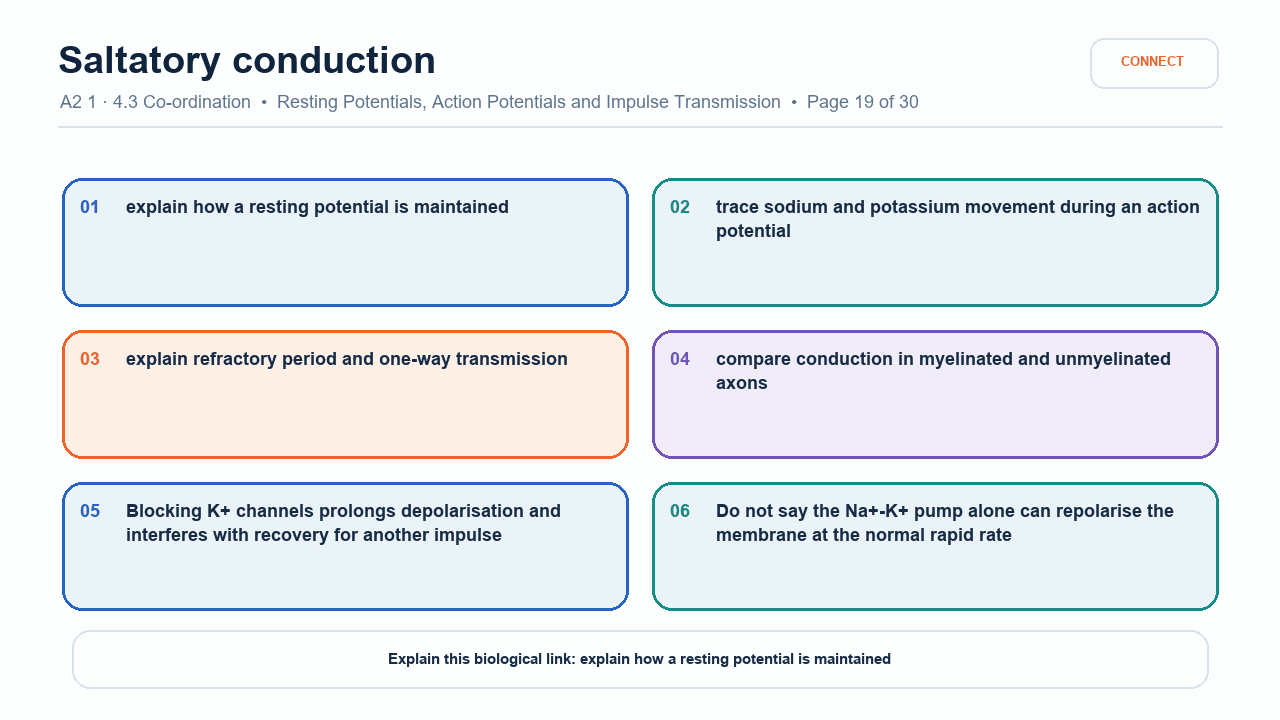 Saltatory conduction
CONNECT
A2 1 · 4.3 Co-ordination • Resting Potentials, Action Potentials and Impulse Transmission • Page 19 of 30
01 explain how a resting potential is maintained
02 trace sodium and potassium movement during an action
potential
03 explain refractory period and one-way transmission
04 compare conduction in myelinated and unmyelinated
axons
05 Blocking K+ channels prolongs depolarisation and
interferes with recovery for another impulse
06 Do not say the Na+-K+ pump alone can repolarise the
membrane at the normal rapid rate
Explain this biological link: explain how a resting potential is maintained